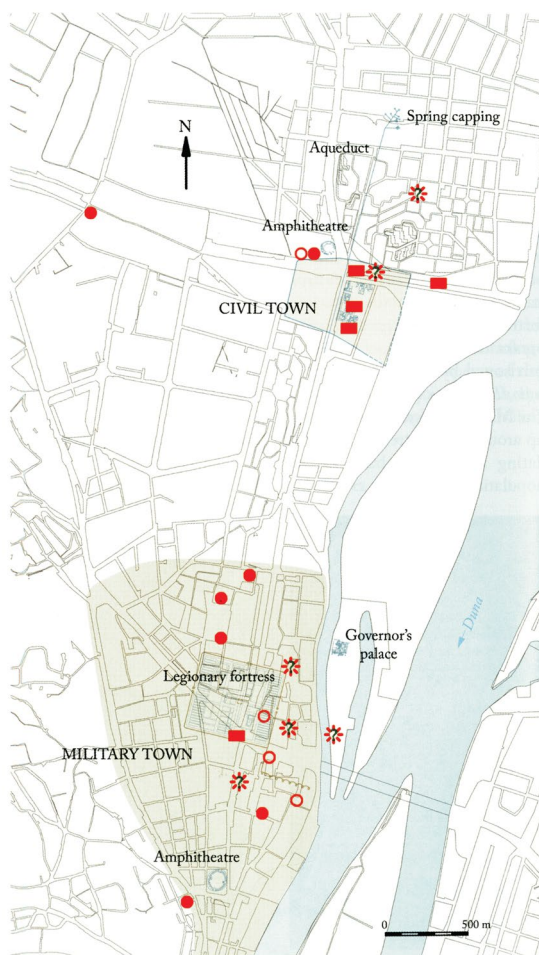 Spring capping
N
Aqueduct
?
Amphitheatre
?
CIVIL TOWN
Duna
Governor's
palace
?
Legionary fortress
?
?
MILITARY TOWN
?
Amphitheatre
0 500 m